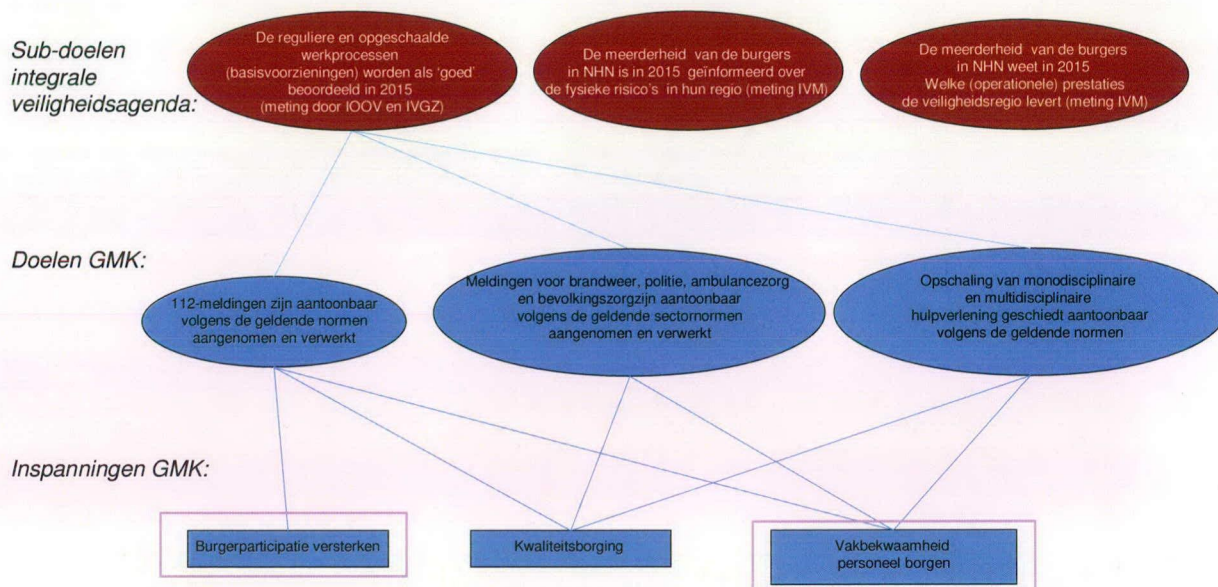 Sub-doelen
integrale
veiligheidsagenda:
De reguliere en opgeschaalde
werkprocessen
(basisvoorzieningen) worden als 'goed'
beoordeeld in 2015
(meting door IOOV en IVGZ)
De meerderheid van de burgers
in NHN is in 2015 geïnformeerd over
de fysieke risico's in hun regio (meting IVM)
De meerderheid van de burgers
in NHN weet in 2015
Welke (operationele) prestaties
de veiligheidsregio levert (meting IVM)
Doelen GMK:
112-meldingen zijn aantoonbaar
volgens de geldende normen
aangenomen en verwerkt
Meldingen voor brandweer, politie, ambulancezorg
en bevolkingszorgzijn aantoonbaar
volgens de geldende sectornormen
aangenomen en verwerkt
Opschaling van monodisciplinaire
en multidisciplinaire
hulpverlening geschiedt aantoonbaar
volgens de geldende normen
Inspanningen GMK:
Burgerparticipatie versterken
Kwaliteitsborging
Vakbekwaamheid
personeel borgen